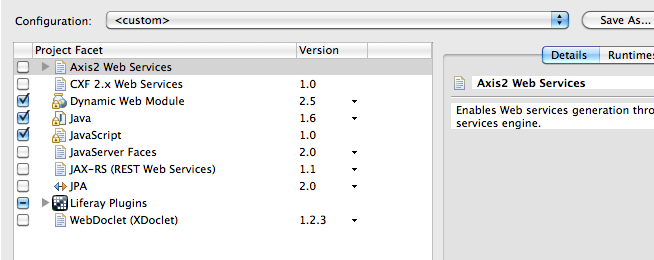 Configuration: <custom> Save As...
Project Facet Version
Details Runtimes
Axis2 Web Services
CXF 2.x Web Services 1.0
Dynamic Web Module 2.5
Java 1.6
JavaScript 1.0
JavaServer Faces 2.0
JAX-RS (REST Web Services) 1.1
JPA 2.0
Liferay Plugins
WebDoclet (XDoclet) 1.2.3
Axis2 Web Services
Enables Web services generation thro
services engine.